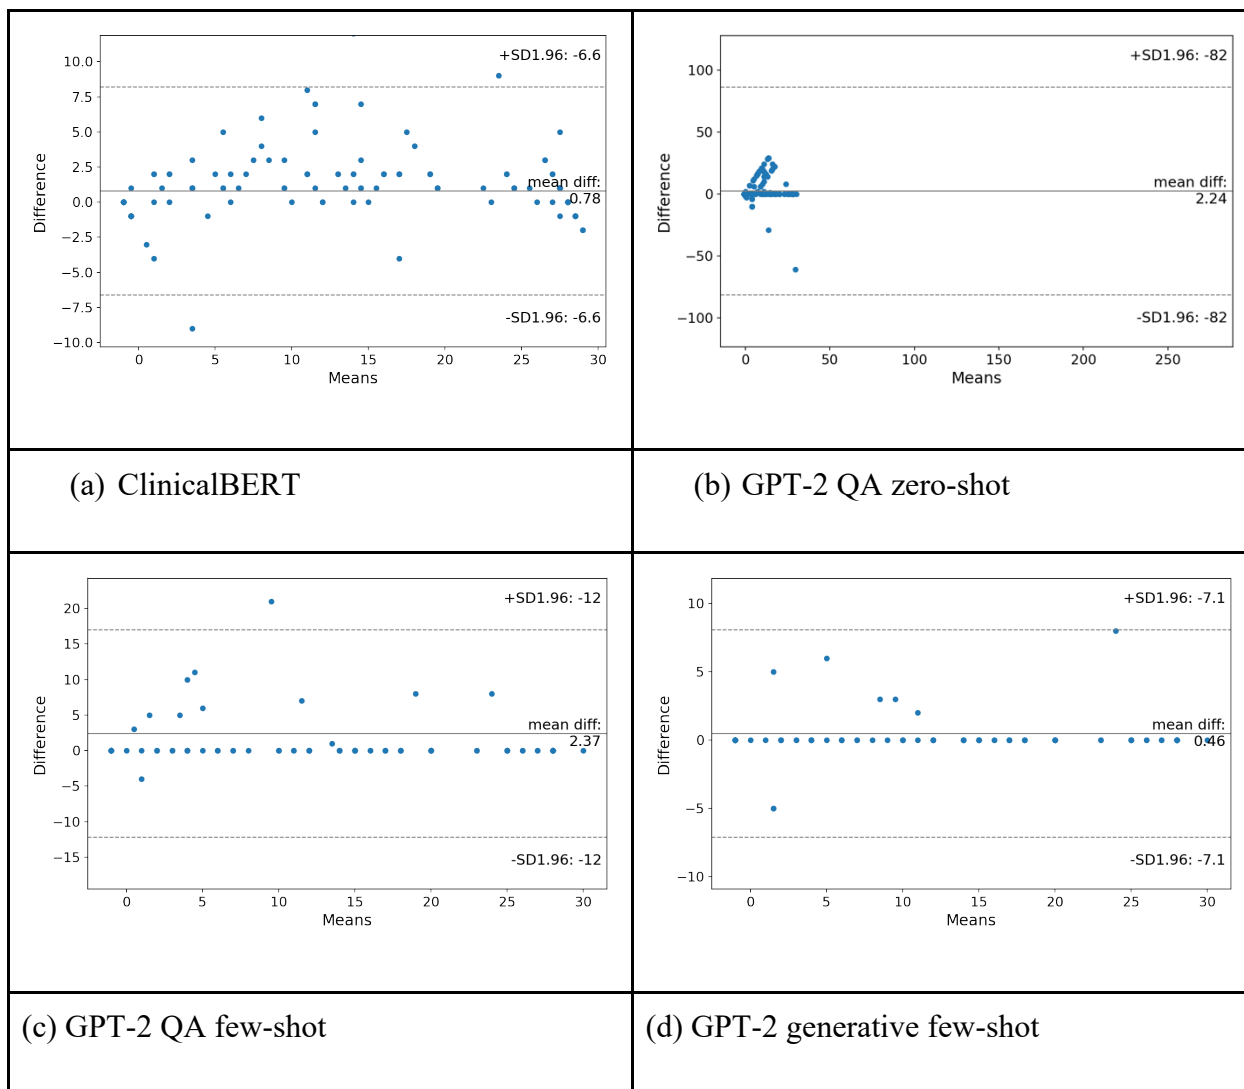 10.0
7.5
5.0
2.5
0.0
−2.5
−5.0
−7.5
−10.0
Difference
+SD1.96: -6.6
mean diff:
0.78
-SD1.96: -6.6
0 5 10 15 20 25 30
Means
100
50
0
−50
−100
Difference
+SD1.96: -82
mean diff:
2.24
-SD1.96: -82
0 50 100 150 200 250
Means
(a) ClinicalBERT
(b) GPT-2 QA zero-shot
20
15
10
5
0
−5
−10
−15
Difference
+SD1.96: -12
mean diff:
2.37
-SD1.96: -12
0 5 10 15 20 25 30
Means
10
5
0
−5
−10
Difference
+SD1.96: -7.1
mean diff:
0.46
-SD1.96: -7.1
0 5 10 15 20 25 30
Means
(c) GPT-2 QA few-shot
(d) GPT-2 generative few-shot